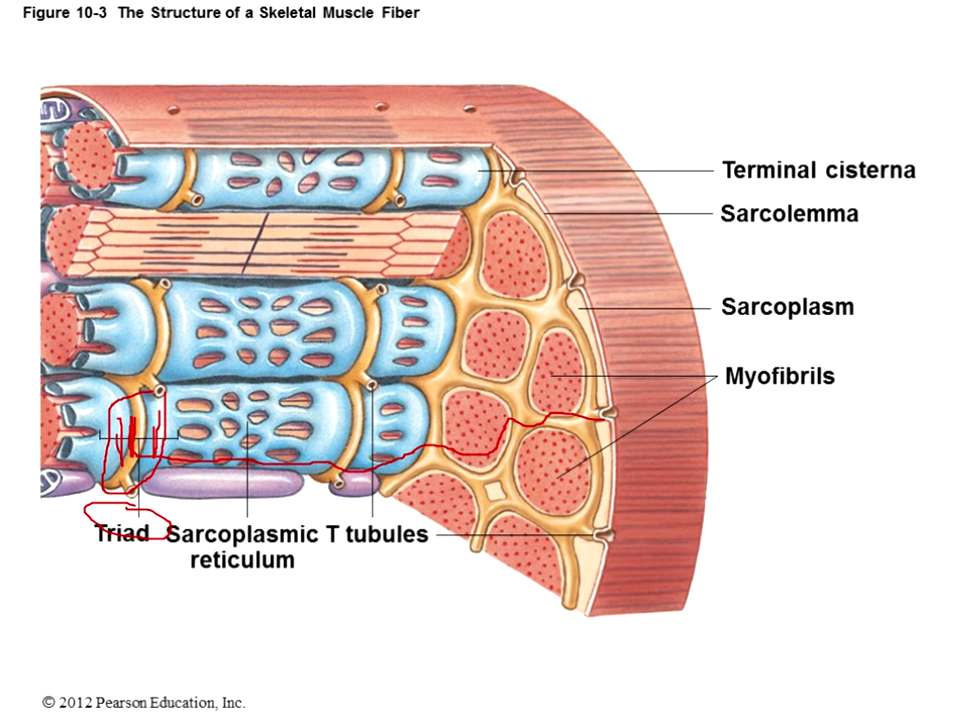 Figure 10-3 The Structure of a Skeletal Muscle Fiber
Terminal cisterna
Sarcolemma
Sarcoplasm
Myofibrils
Triad Sarcoplasmic T tubules
reticulum
© 2012 Pearson Education, Inc.